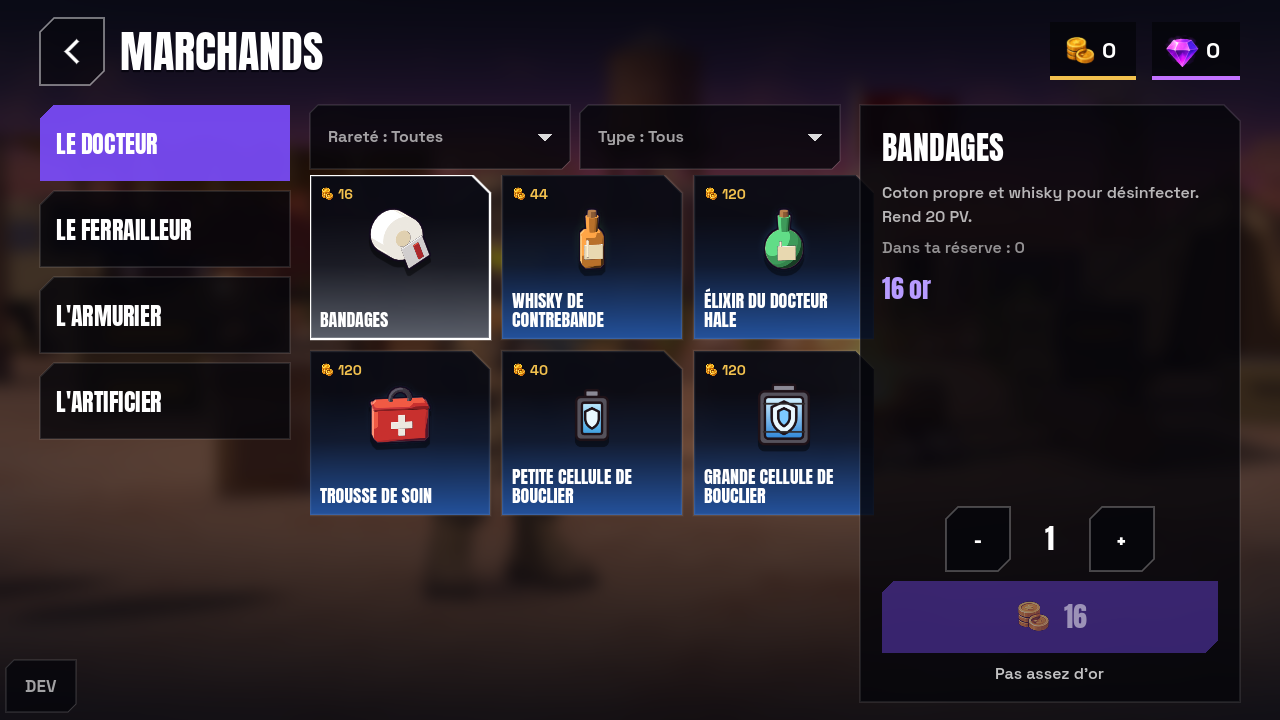 MARCHANDS
0
0
LE DOCTEUR
LE FERRAILLEUR
L'ARMURIER
L'ARTIFICIER
Rareté : Toutes
Type : Tous
16
BANDAGES
44
WHISKY DE
CONTREBANDE
120
ÉLIXIR DU DOCTEUR
HALE
120
TROUSSE DE SOIN
40
PETITE CELLULE DE
BOUCLIER
120
GRANDE CELLULE DE
BOUCLIER
BANDAGES
Coton propre et whisky pour désinfecter.
Rend 20 PV.
Dans ta réserve : 0
16 or
- 1 +
16
Pas assez d'or
DEV